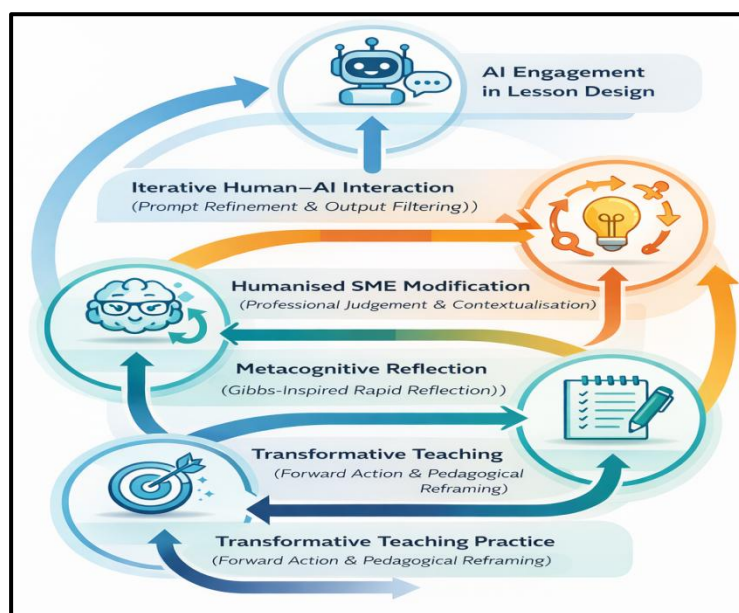 AI Engagement
in Lesson Design
Iterative Human–AI Interaction
(Prompt Refinement & Output Filtering))
Humanised SME Modification
(Professional Judgement & Contextualisation)
Metacognitive Reflection
(Gibbs-Inspired Rapid Reflection))
Transformative Teaching
(Forward Action & Pedagogical
Reframing)
Transformative Teaching Practice
(Forward Action & Pedagogical Reframing)